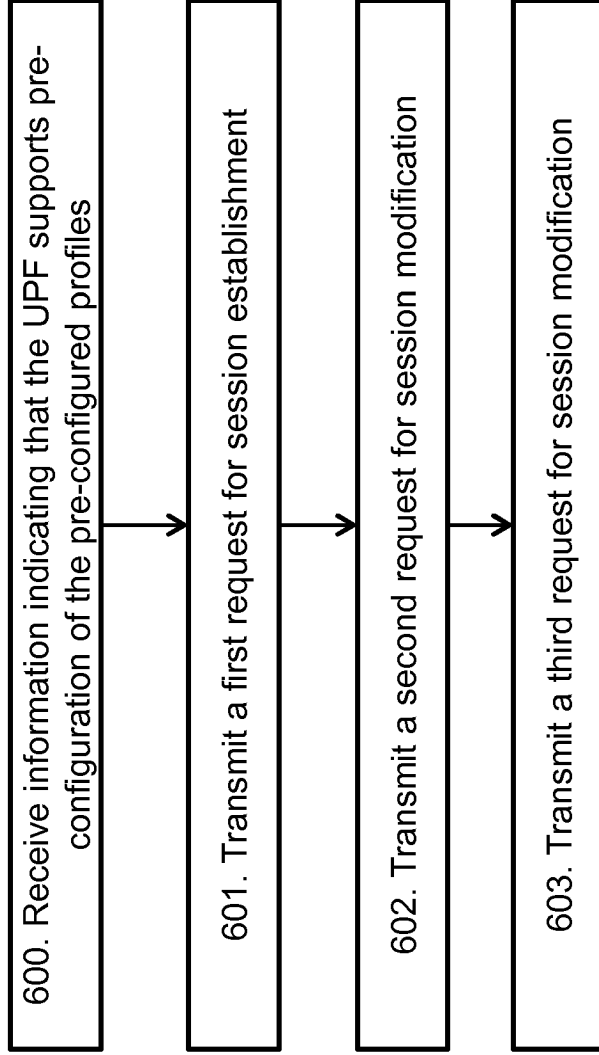 600. Receive information indicating that the UPF supports pre-
configuration of the pre-configured profiles
601. Transmit a first request for session establishment
602. Transmit a second request for session modification
603. Transmit a third request for session modification